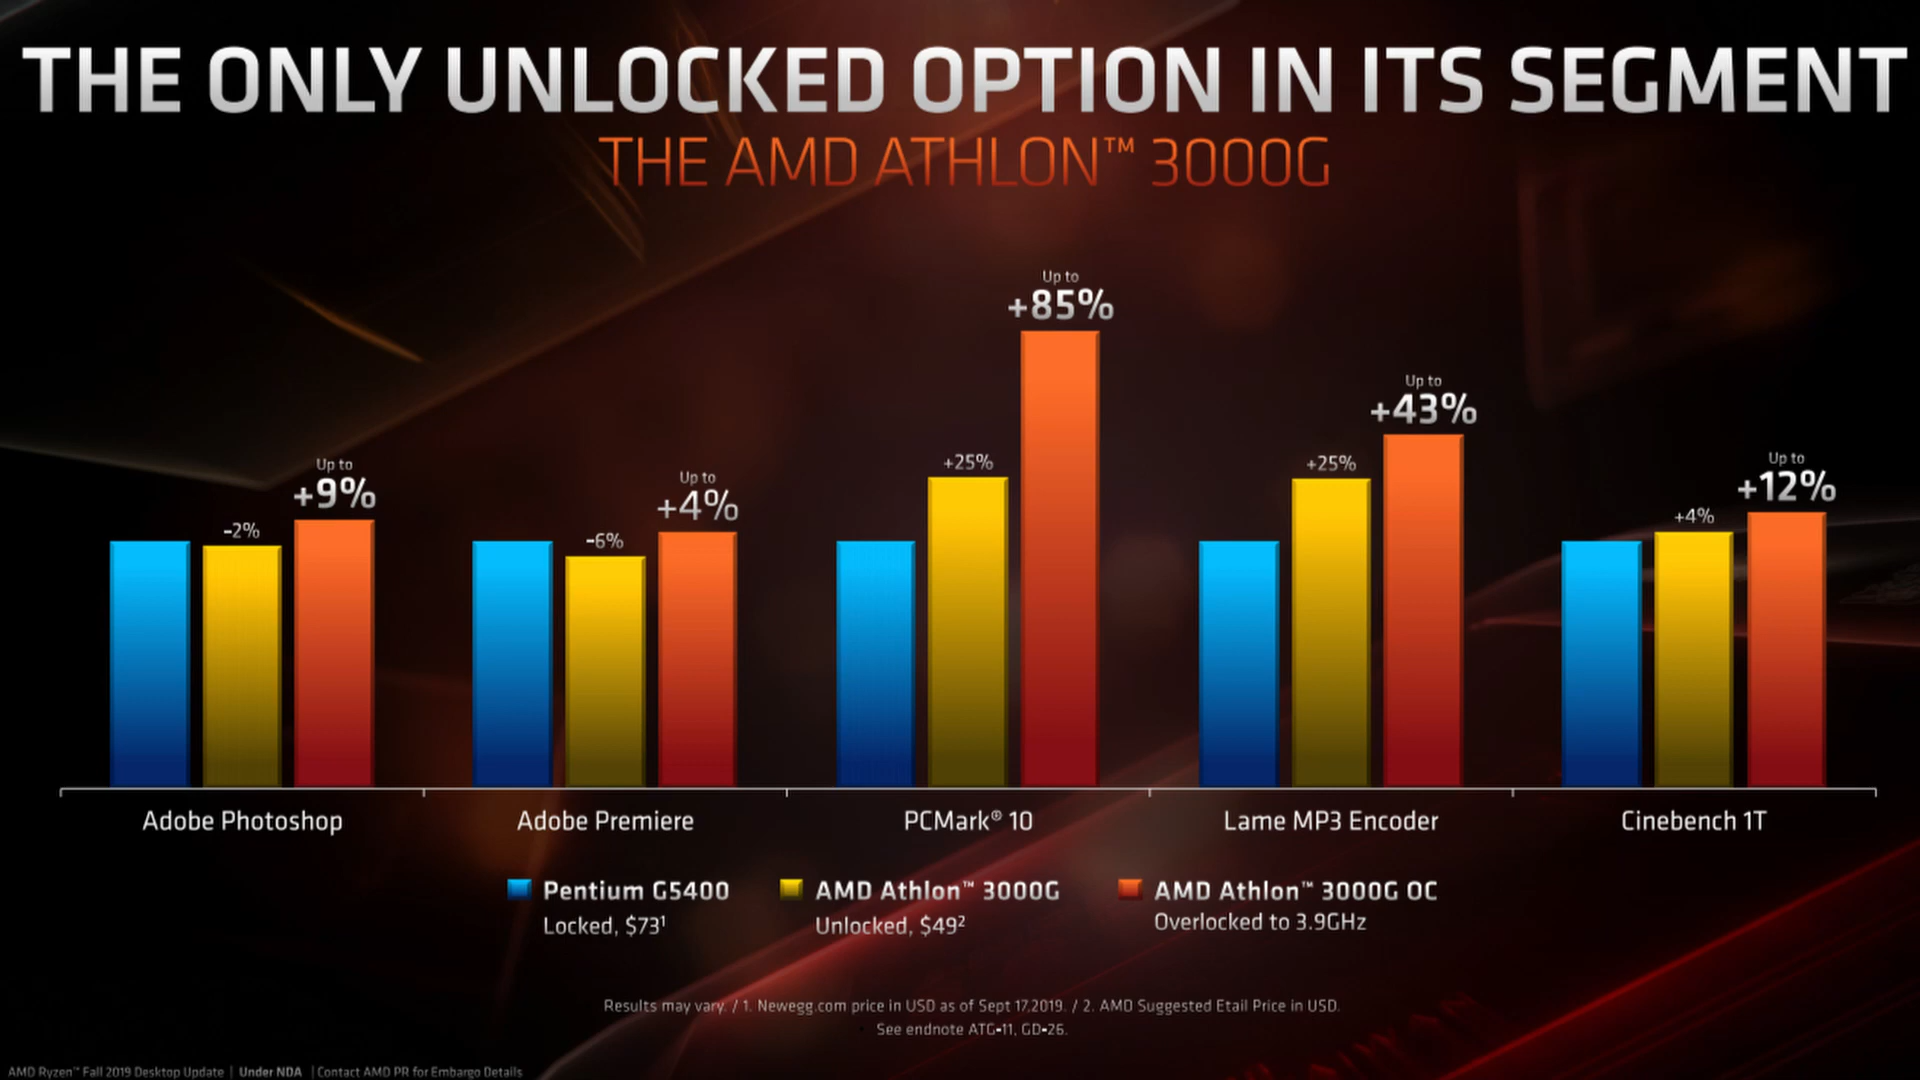 THE ONLY UNLOCKED OPTION IN ITS SEGMENT
THE AMD ATHLON™ 3000G
Up to
+9%
-2%
Up to
+4%
-6%
Up to
+85%
+25%
Up to
+43%
+25%
Up to
+12%
+4%
Adobe Photoshop
Adobe Premiere
PCMark® 10
Lame MP3 Encoder
Cinebench 1T
Pentium G5400
Locked, $73¹
AMD Athlon™ 3000G
Unlocked, $49²
AMD Athlon™ 3000G OC
Overlocked to 3.9GHz
Results may vary. / 1. Newegg.com price in USD as of Sept 17,2019. / 2. AMD Suggested Etail Price in USD.
See endnote ATG-11, GD-26.
AMD Ryzen™ Fall 2019 Desktop Update | Under NDA | Contact AMD PR for Embargo Details